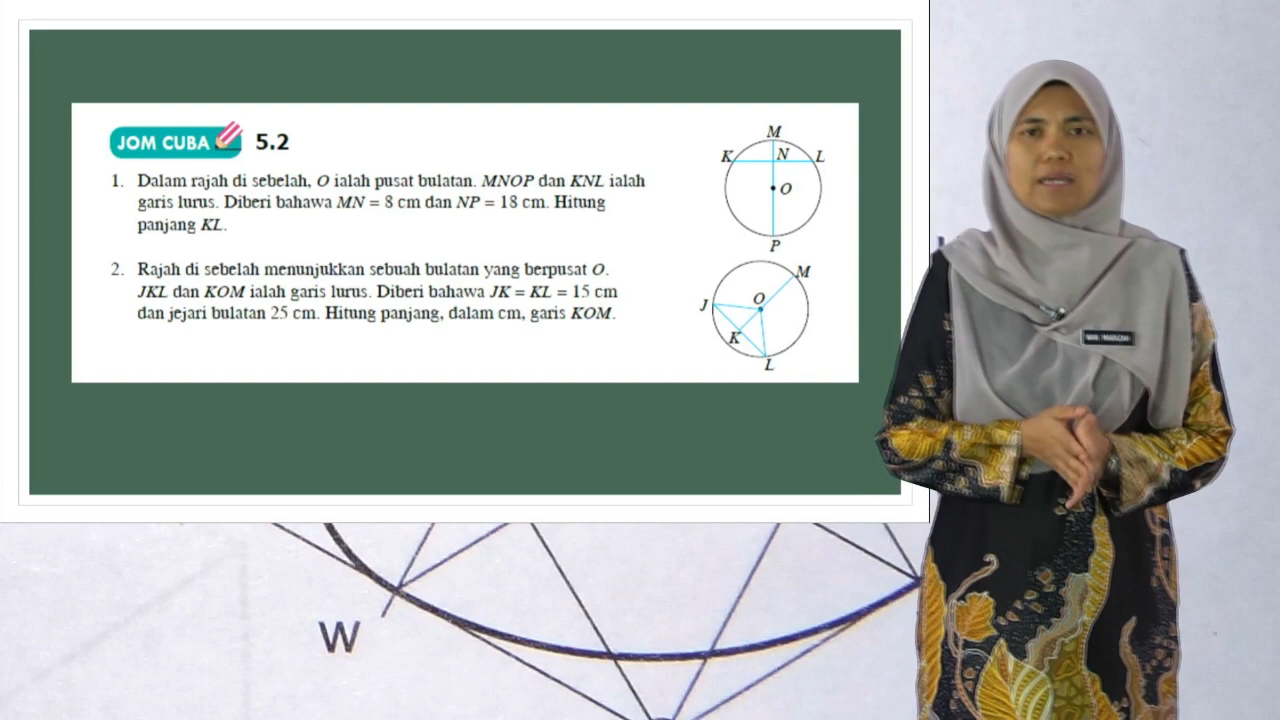 JOM CUBA 5.2
1. Dalam rajah di sebelah, O ialah pusat bulatan. MNOP dan KNL ialah
garis lurus. Diberi bahawa MN = 8 cm dan NP = 18 cm. Hitung
panjang KL.
M
K N L
O
P
2. Rajah di sebelah menunjukkan sebuah bulatan yang berpusat O.
JKL dan KOM ialah garis lurus. Diberi bahawa JK = KL = 15 cm
dan jejari bulatan 25 cm. Hitung panjang, dalam cm, garis KOM.
M
O
J
K
L
W